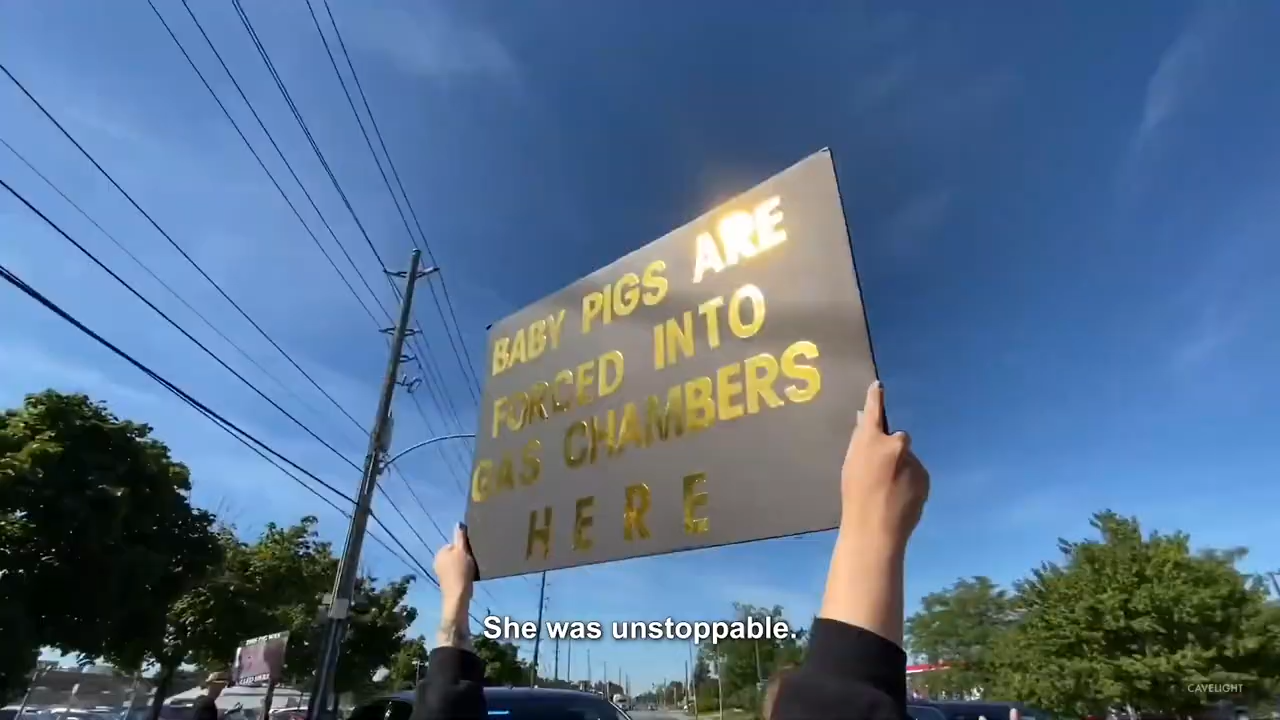 BABY PIGS ARE
FORCED INTO
GAS CHAMBERS
HERE
She was unstoppable.
CAVELIGHT